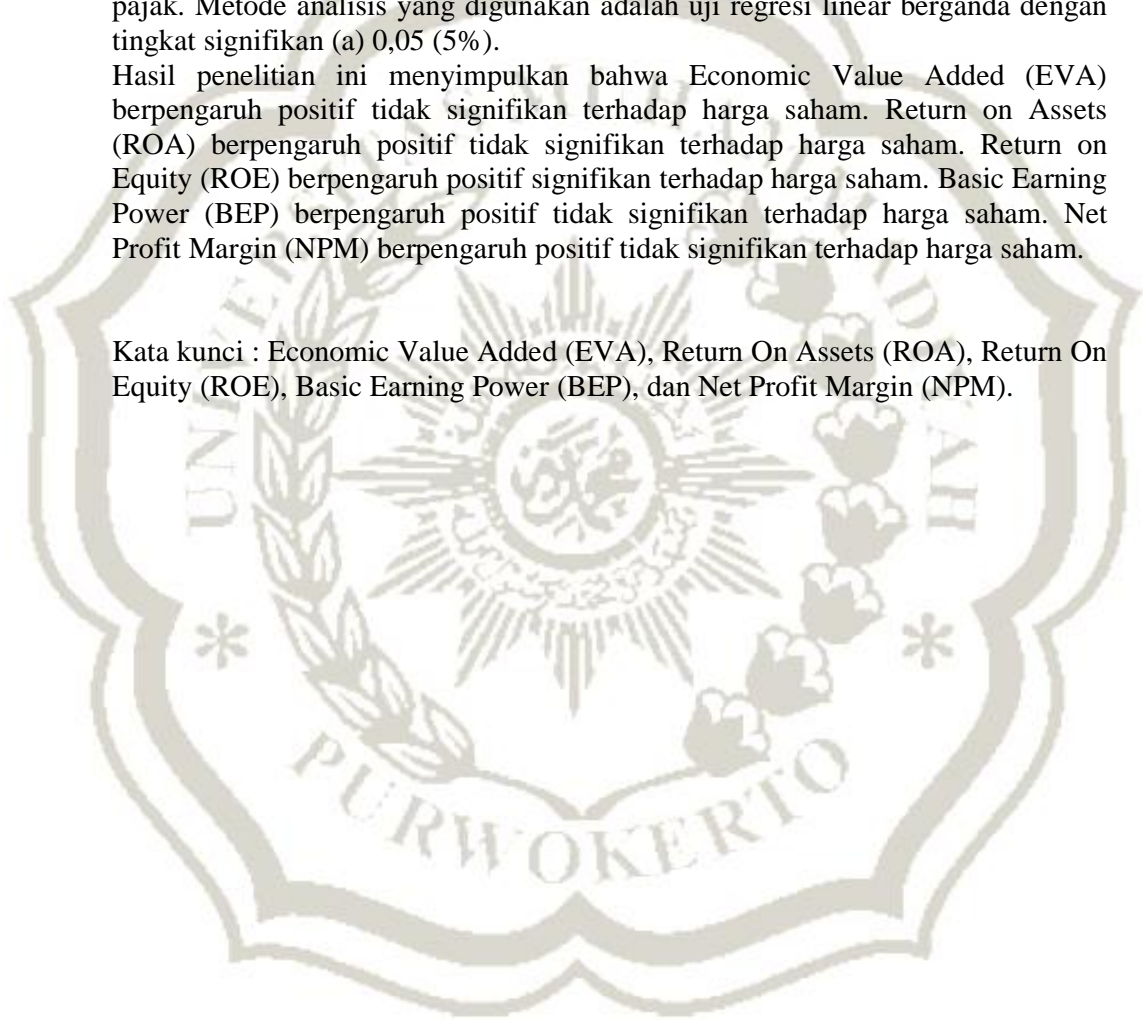 pajak. Metode analisis yang digunakan adalah uji regresi linear berganda dengan
tingkat signifikan (a) 0,05 (5%).
Hasil penelitian ini menyimpulkan bahwa Economic Value Added (EVA)
berpengaruh positif tidak signifikan terhadap harga saham. Return on Assets
(ROA) berpengaruh positif tidak signifikan terhadap harga saham. Return on
Equity (ROE) berpengaruh positif signifikan terhadap harga saham. Basic Earning
Power (BEP) berpengaruh positif tidak signifikan terhadap harga saham. Net
Profit Margin (NPM) berpengaruh positif tidak signifikan terhadap harga saham.
Kata kunci : Economic Value Added (EVA), Return On Assets (ROA), Return On
Equity (ROE), Basic Earning Power (BEP), dan Net Profit Margin (NPM).
PURWOKERTO